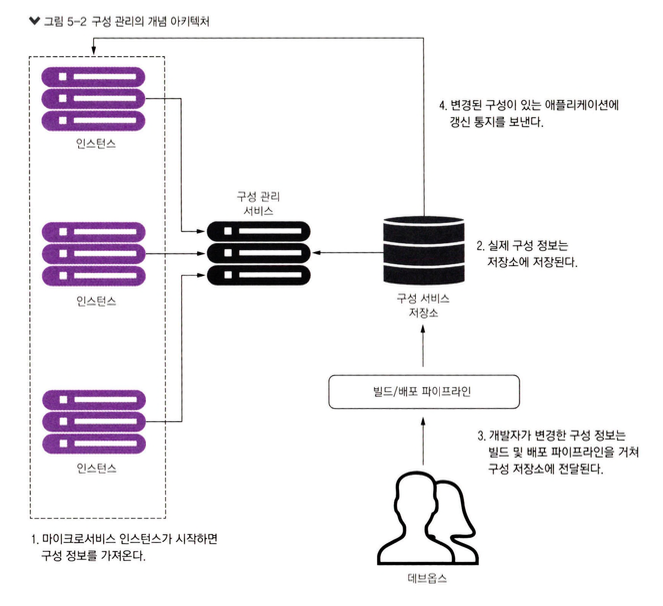 그림 5-2 구성 관리의 개념 아키텍처
4. 변경된 구성이 있는 애플리케이션에
갱신 통지를 보낸다.
인스턴스
구성 관리
서비스
2. 실제 구성 정보는
저장소에 저장된다.
인스턴스
구성 서비스
저장소
빌드/배포 파이프라인
3. 개발자가 변경한 구성 정보는
빌드 및 배포 파이프라인을 거쳐
구성 저장소에 전달된다.
인스턴스
1. 마이크로서비스 인스턴스가 시작하면
구성 정보를 가져온다.
데브옵스